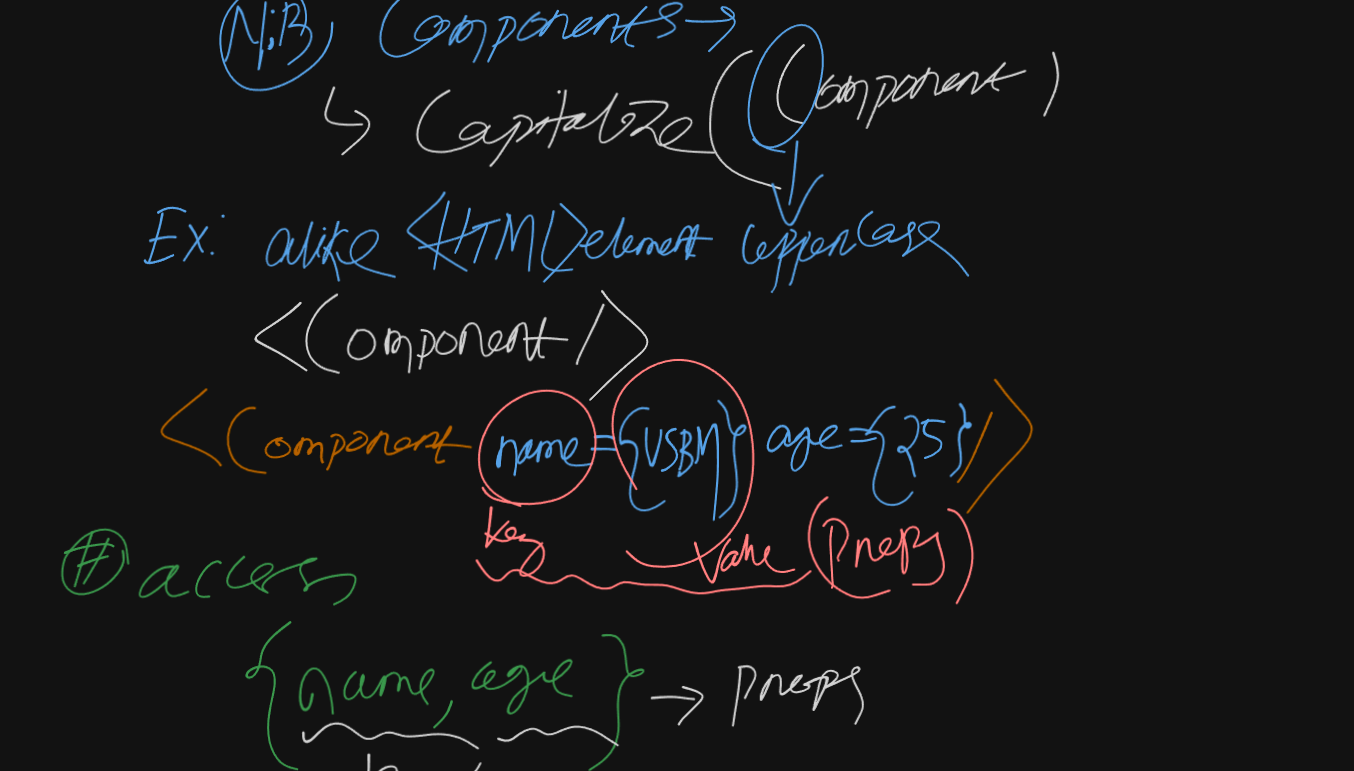 N:B Components →
↳ Capitalize (Component)
Ex: alike <HTML> element upperCase
<Component />
<Component name={USBM} age={25} />
key value (Props)
# access
{name, age} → props